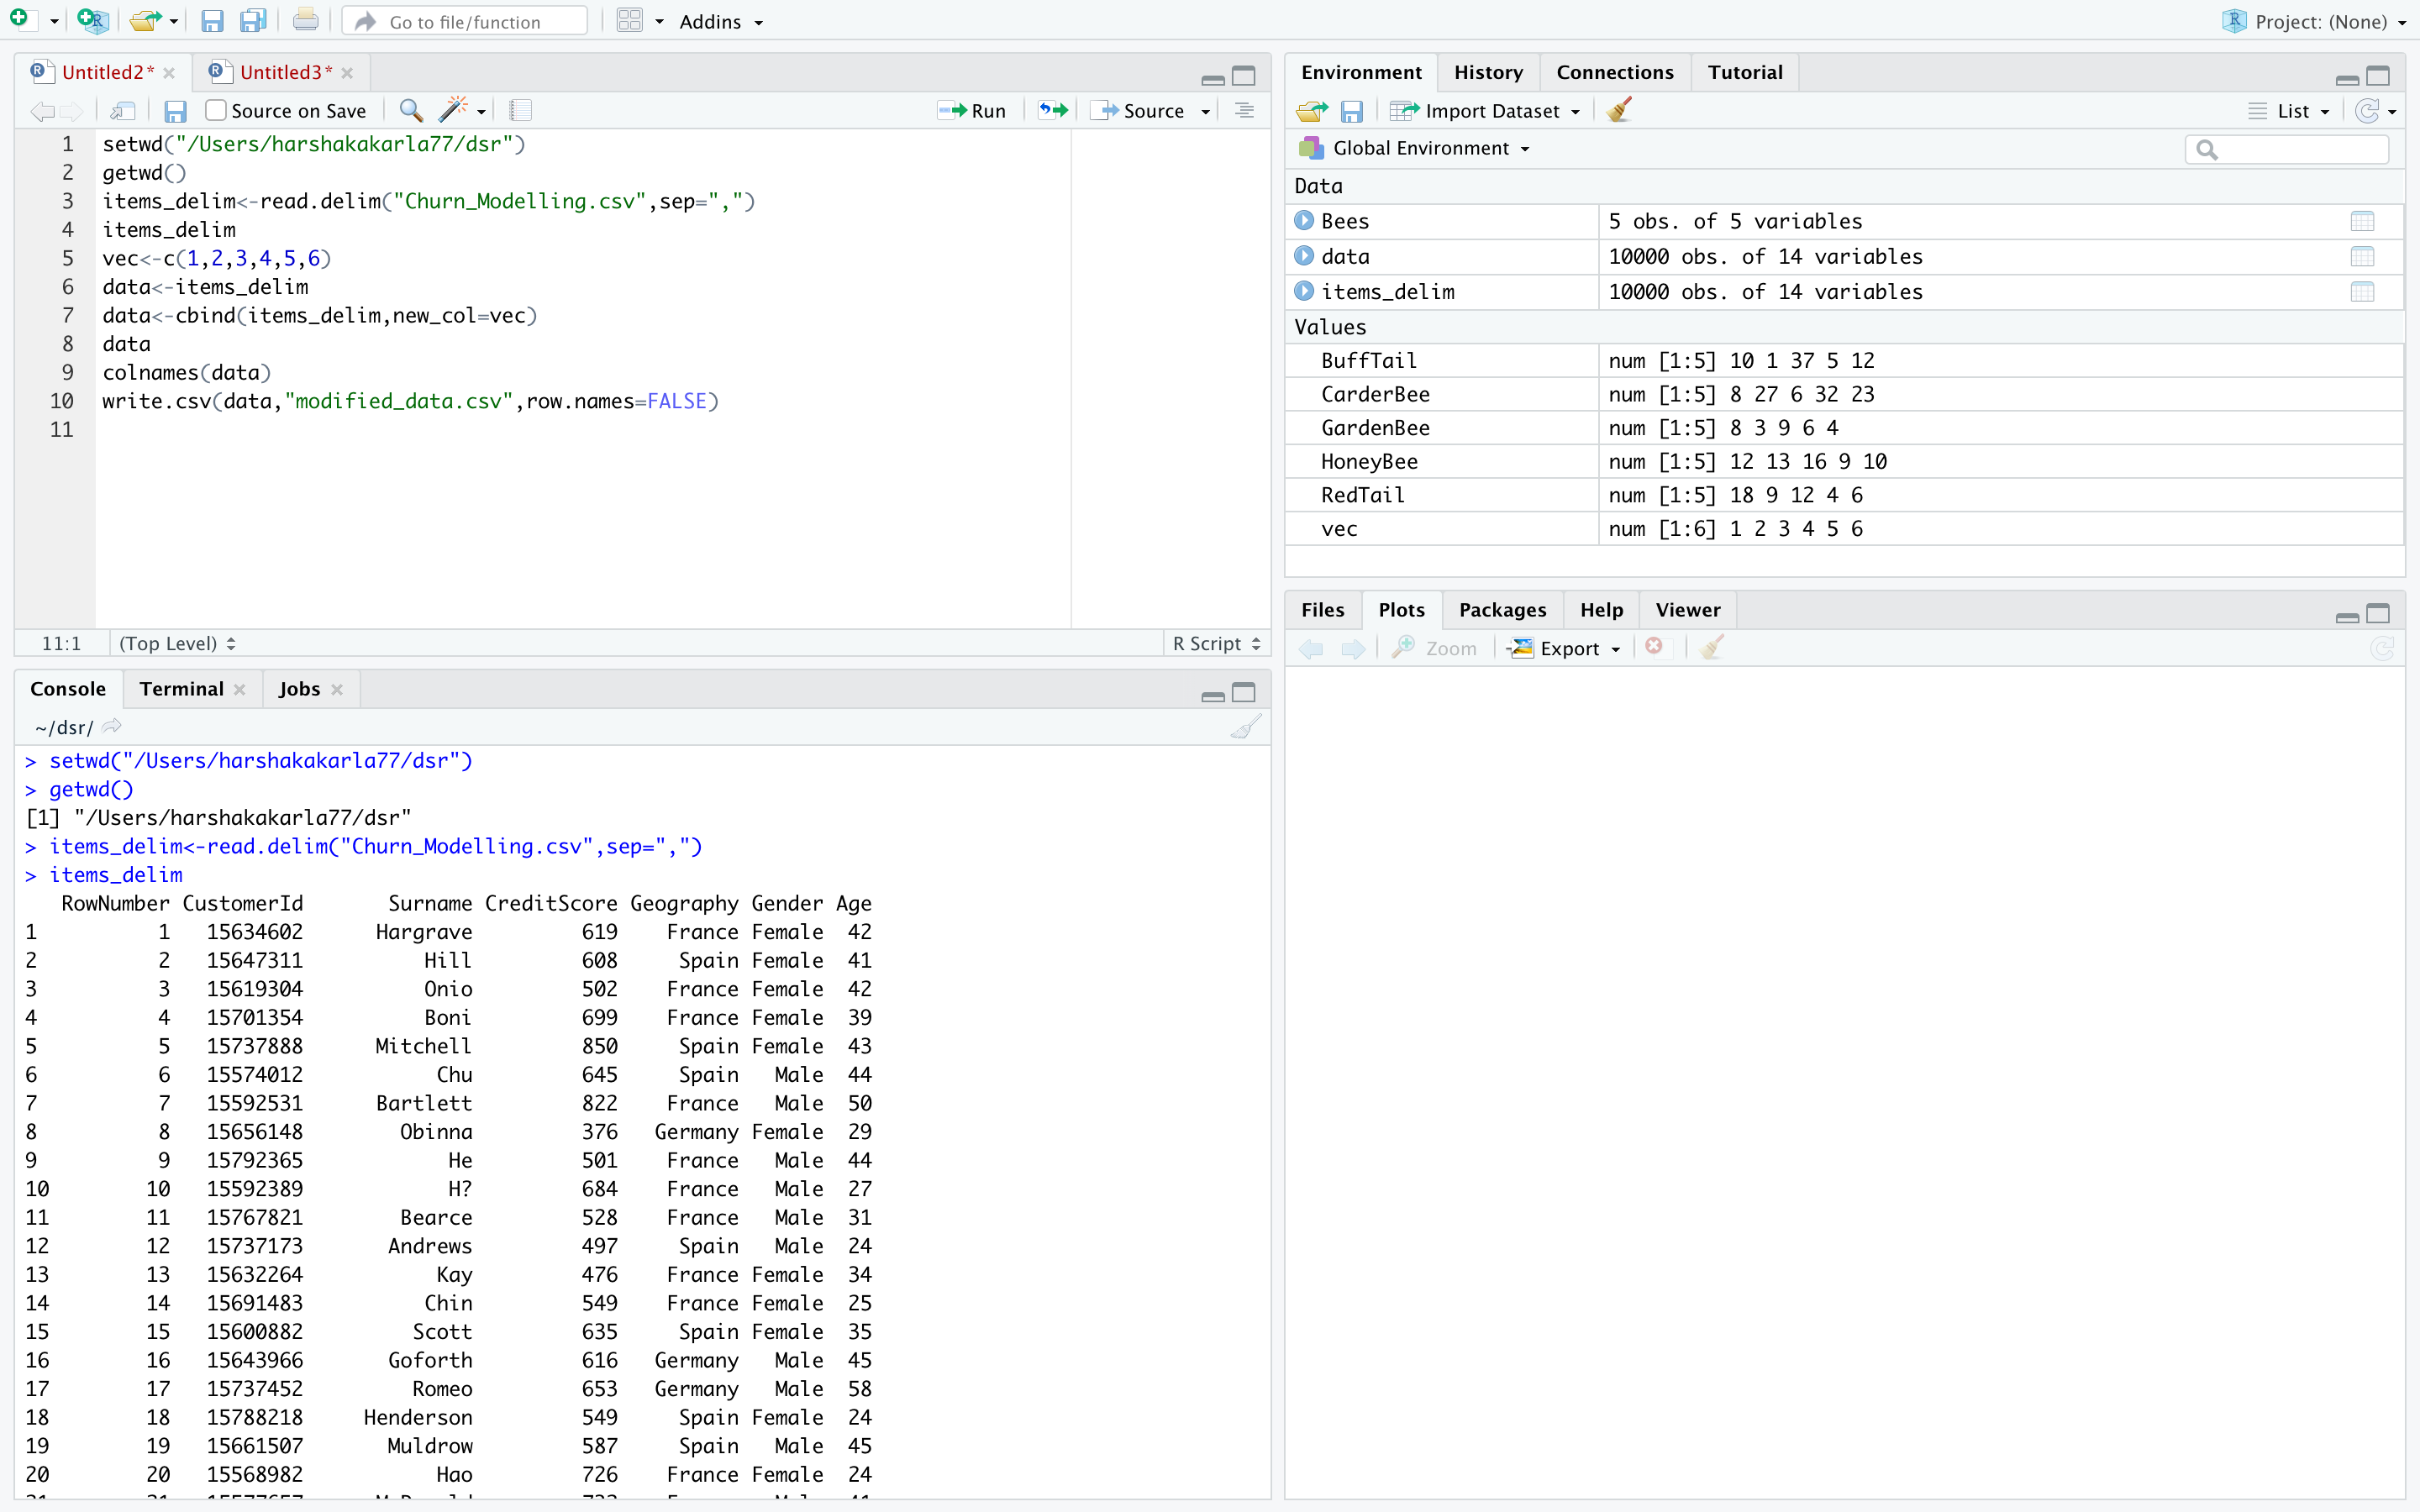 Go to file/function
Addins
Project: (None)
Untitled2*
Untitled3*
Source on Save
Run
Source
1 setwd("/Users/harshakakarla77/dsr")
2 getwd()
3 items_delim<-read.delim("Churn_Modelling.csv",sep=",")
4 items_delim
5 vec<-c(1,2,3,4,5,6)
6 data<-items_delim
7 data<-cbind(items_delim,new_col=vec)
8 data
9 colnames(data)
10 write.csv(data,"modified_data.csv",row.names=FALSE)
11
11:1 (Top Level) R Script
Console Terminal Jobs
~/dsr/
> setwd("/Users/harshakakarla77/dsr")
> getwd()
[1] "/Users/harshakakarla77/dsr"
> items_delim<-read.delim("Churn_Modelling.csv",sep=",")
> items_delim
RowNumber CustomerId Surname CreditScore Geography Gender Age
1 1 15634602 Hargrave 619 France Female 42
2 2 15647311 Hill 608 Spain Female 41
3 3 15619304 Onio 502 France Female 42
4 4 15701354 Boni 699 France Female 39
5 5 15737888 Mitchell 850 Spain Female 43
6 6 15574012 Chu 645 Spain Male 44
7 7 15592531 Bartlett 822 France Male 50
8 8 15656148 Obinna 376 Germany Female 29
9 9 15792365 He 501 France Male 44
10 10 15592389 H? 684 France Male 27
11 11 15767821 Bearce 528 France Male 31
12 12 15737173 Andrews 497 Spain Male 24
13 13 15632264 Kay 476 France Female 34
14 14 15691483 Chin 549 France Female 25
15 15 15600882 Scott 635 Spain Female 35
16 16 15643966 Goforth 616 Germany Male 45
17 17 15737452 Romeo 653 Germany Male 58
18 18 15788218 Henderson 549 Spain Female 24
19 19 15661507 Muldrow 587 Spain Male 45
20 20 15568982 Hao 726 France Female 24
Environment History Connections Tutorial
Import Dataset
List
Global Environment
Data
Bees 5 obs. of 5 variables
data 10000 obs. of 14 variables
items_delim 10000 obs. of 14 variables
Values
BuffTail num [1:5] 10 1 37 5 12
CarderBee num [1:5] 8 27 6 32 23
GardenBee num [1:5] 8 3 9 6 4
HoneyBee num [1:5] 12 13 16 9 10
RedTail num [1:5] 18 9 12 4 6
vec num [1:6] 1 2 3 4 5 6
Files Plots Packages Help Viewer
Zoom Export